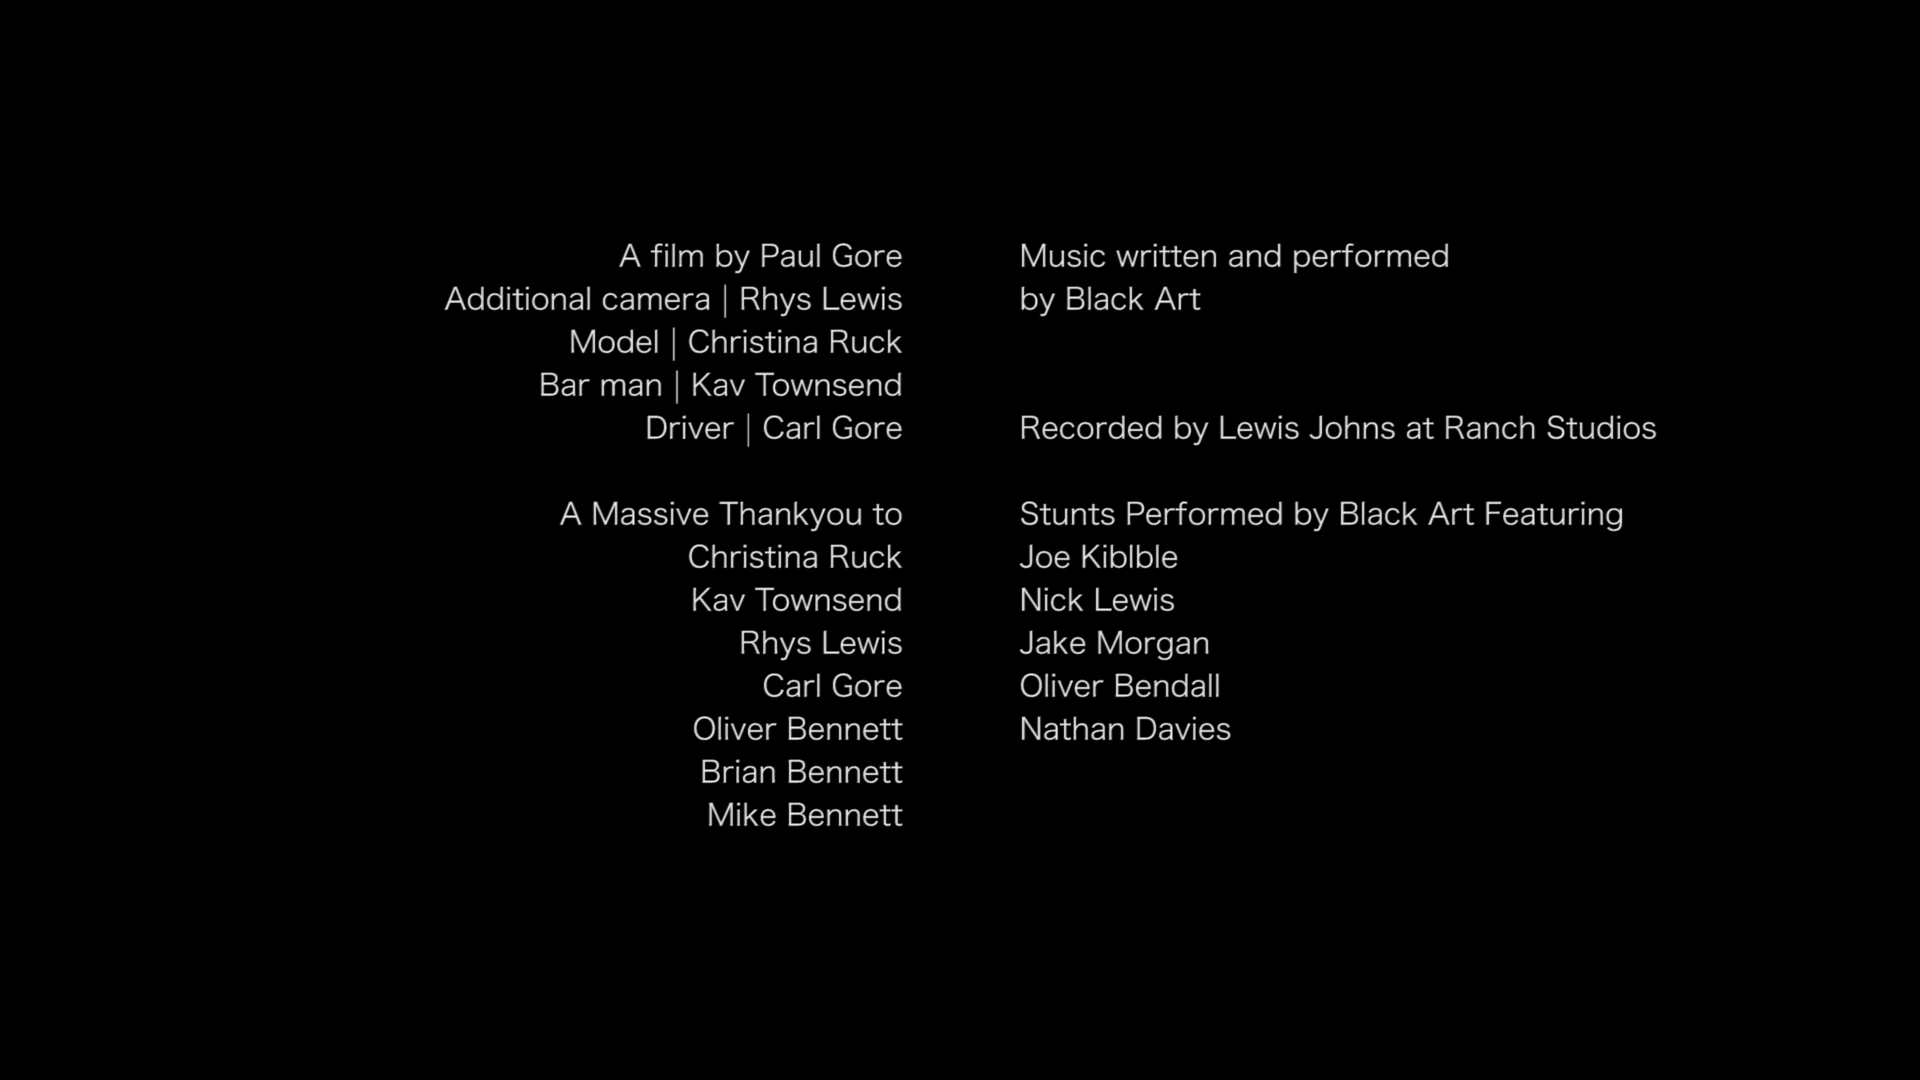 A film by Paul Gore
Additional camera | Rhys Lewis
Model | Christina Ruck
Bar man | Kav Townsend
Driver | Carl Gore
A Massive Thankyou to
Christina Ruck
Kav Townsend
Rhys Lewis
Carl Gore
Oliver Bennett
Brian Bennett
Mike Bennett
Music written and performed
by Black Art
Recorded by Lewis Johns at Ranch Studios
Stunts Performed by Black Art Featuring
Joe Kiblble
Nick Lewis
Jake Morgan
Oliver Bendall
Nathan Davies